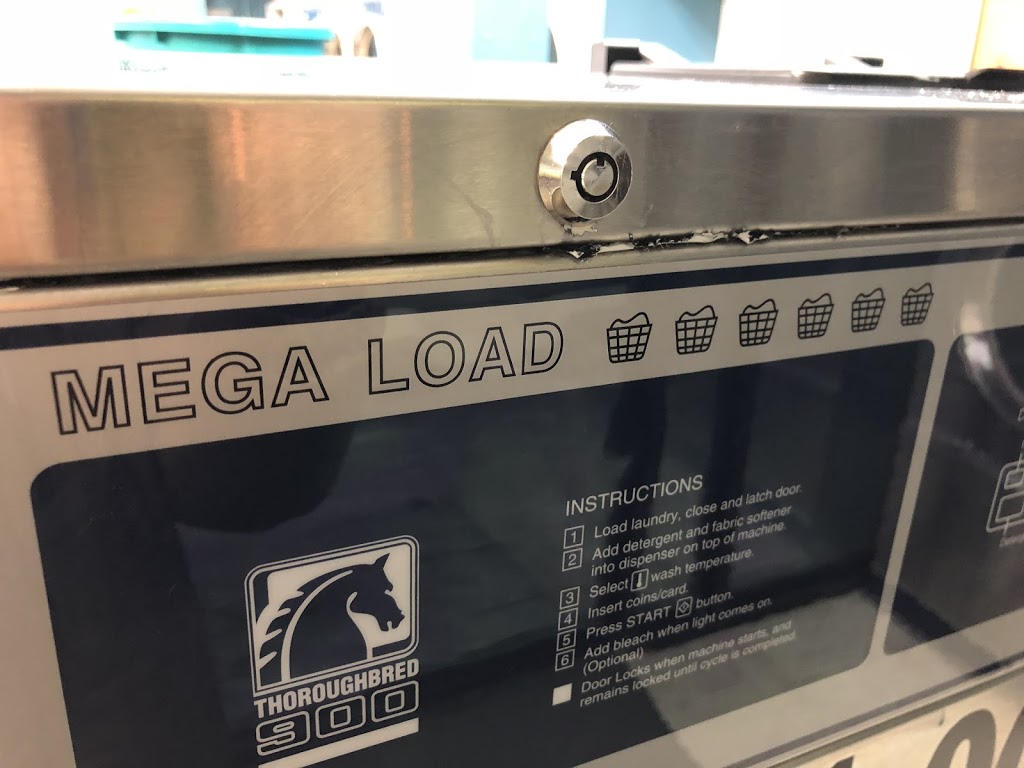 MEGA LOAD
INSTRUCTIONS
1 Load laundry, close and latch door.
2 Add detergent and fabric softener
into dispenser on top of machine.
3 Select wash temperature.
4 Insert coins/card.
5 Press START button.
6 Add bleach when light comes on.
(Optional)
Door Locks when machine starts, and
remains locked until cycle is completed.
THOROUGHBRED
900